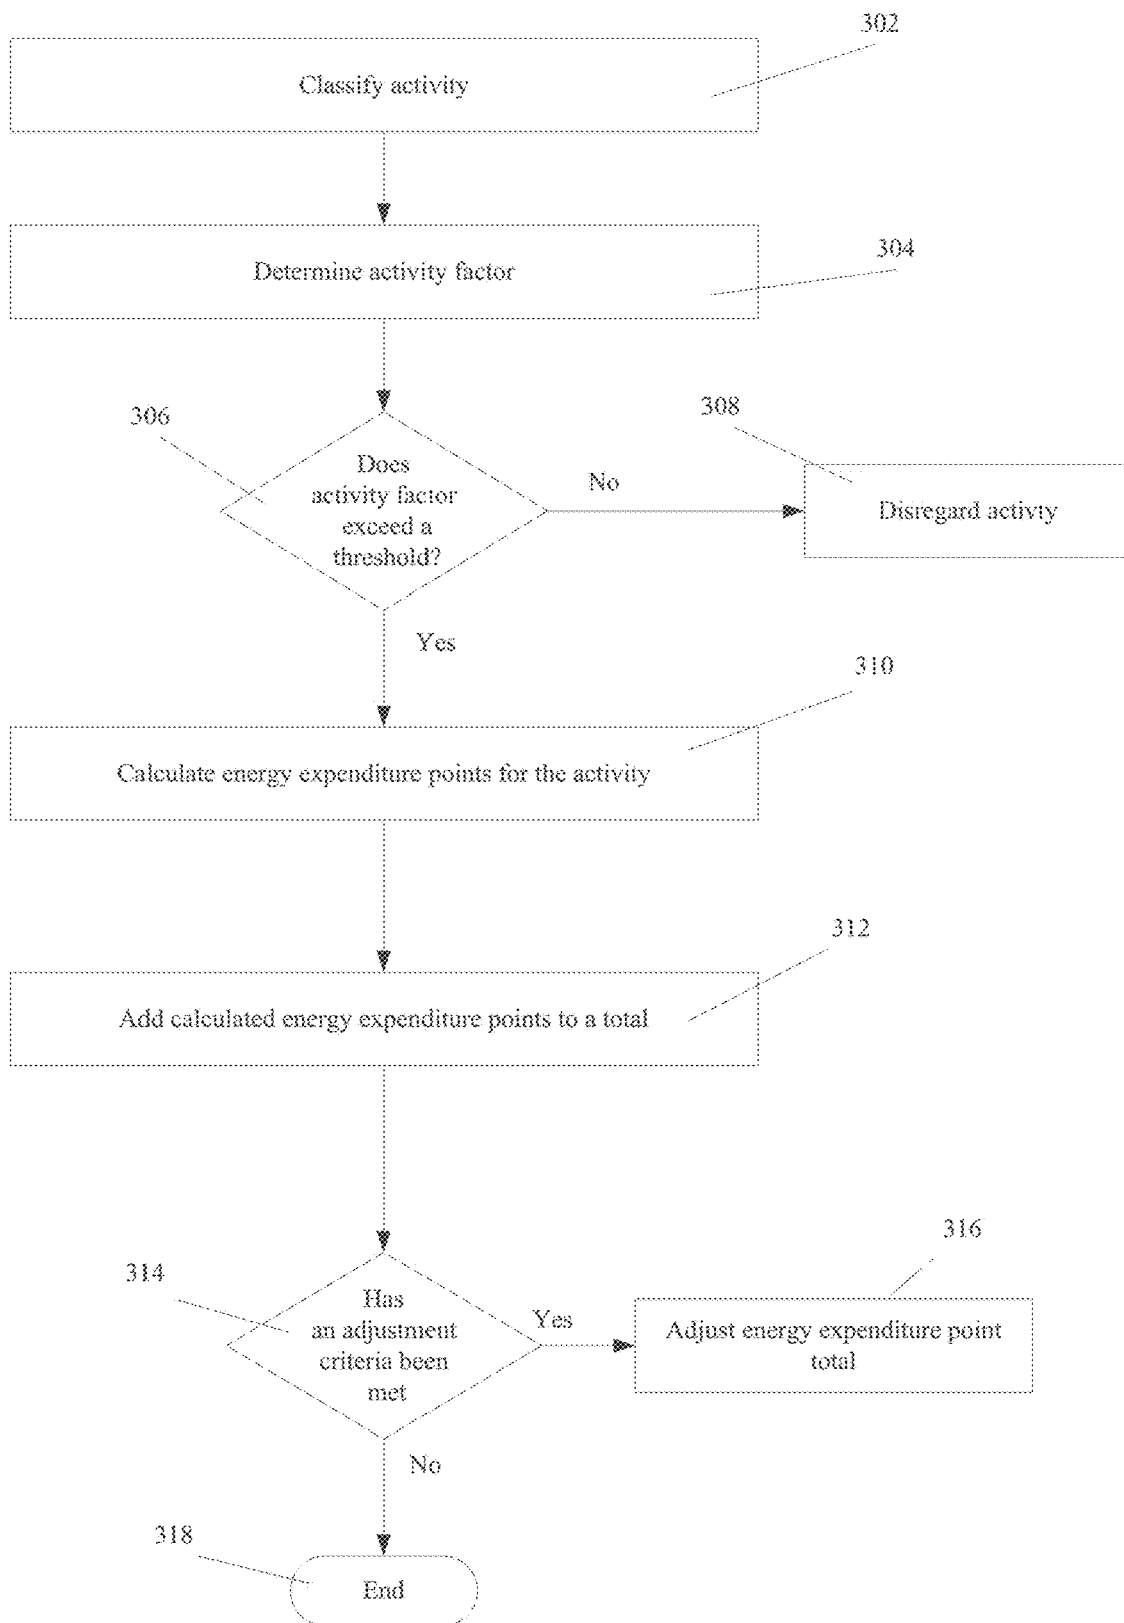 302
Classify activity
304
Determine activity factor
306
308
Does
activity factor
exceed a
threshold?
No
Disregard activty
Yes
310
Calculate energy expenditure points for the activity
312
Add calculated energy expenditure points to a total
314
316
Has
an adjustment
criteria been
met
Yes
Adjust energy expenditure point
total
No
318
End